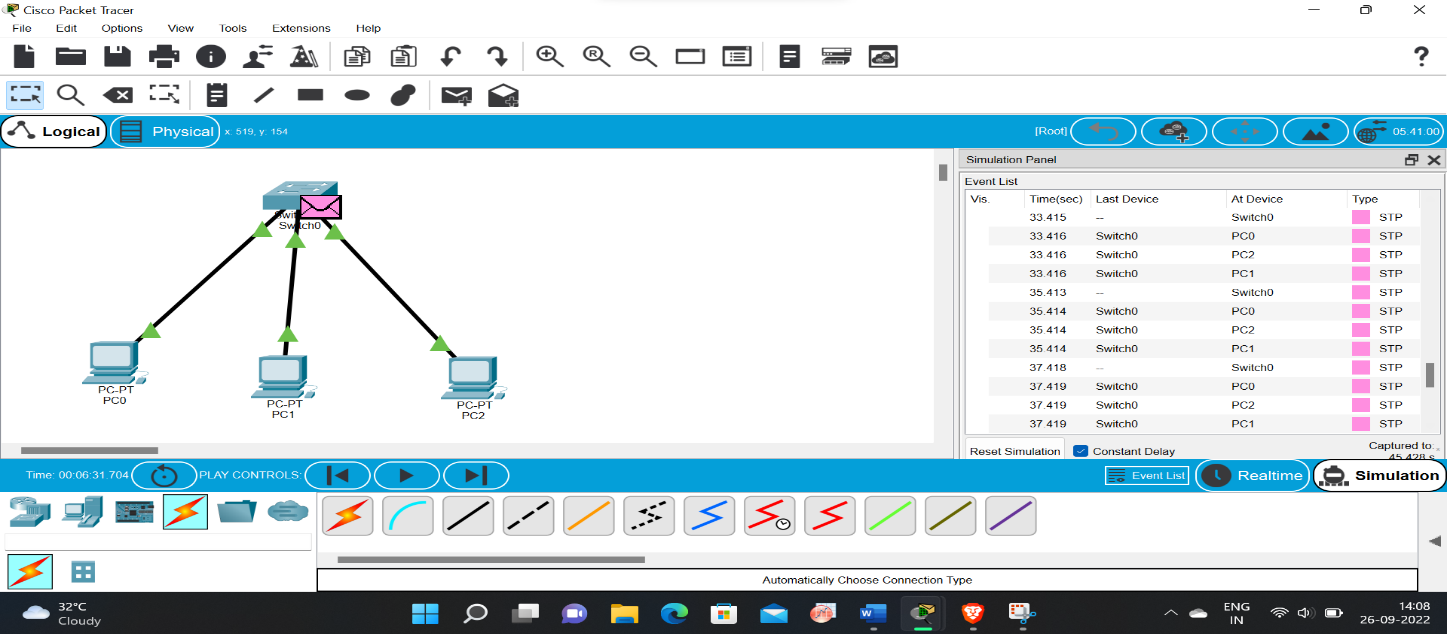 Cisco Packet Tracer
File Edit Options View Tools Extensions Help
Logical Physical x: 519, y: 154 [Root] 05:41:00
Simulation Panel
Event List
Vis. Time(sec) Last Device At Device Type
33.415 -- Switch0 STP
33.416 Switch0 PC0 STP
33.416 Switch0 PC2 STP
33.416 Switch0 PC1 STP
35.413 -- Switch0 STP
35.414 Switch0 PC0 STP
35.414 Switch0 PC2 STP
35.414 Switch0 PC1 STP
37.418 -- Switch0 STP
37.419 Switch0 PC0 STP
37.419 Switch0 PC2 STP
37.419 Switch0 PC1 STP
Switch0
PC-PT
PC0
PC-PT
PC1
PC-PT
PC2
Reset Simulation Constant Delay Captured to:
45.428 s
Time: 00:06:31.704 PLAY CONTROLS: Event List Realtime Simulation
Automatically Choose Connection Type
32°C
Cloudy
ENG
IN
14:08
26-09-2022